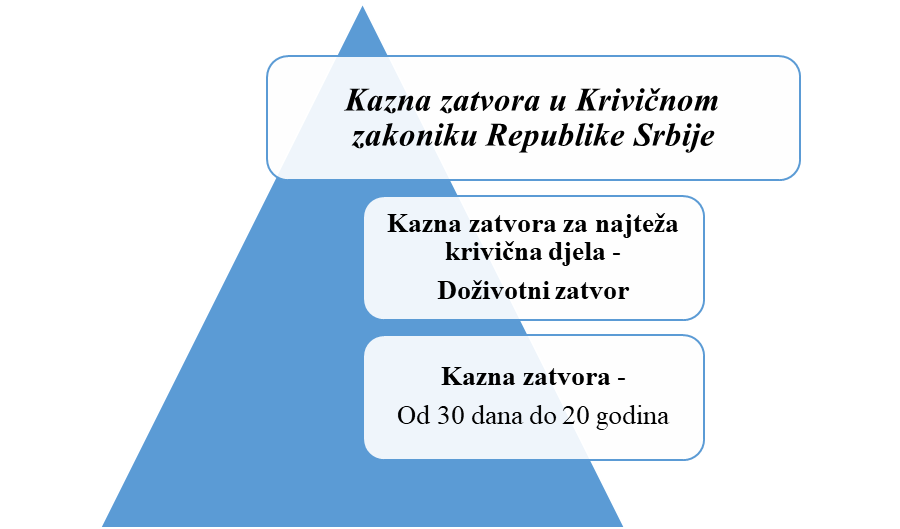 Kazna zatvora u Krivičnom
zakoniku Republike Srbije
Kazna zatvora za najteža
krivična djela -
Doživotni zatvor
Kazna zatvora -
Od 30 dana do 20 godina